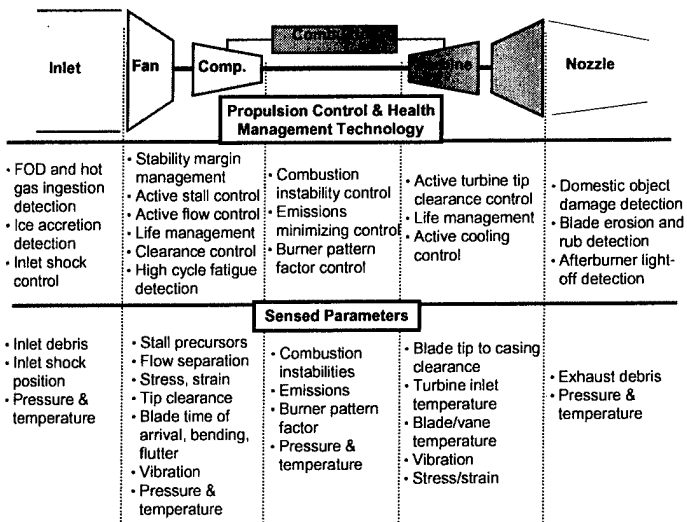 Inlet
Fan
Comp.
Nozzle
Propulsion Control & Health
Management Technology
• FOD and hot
gas ingestion
detection
• Ice accretion
detection
• Inlet shock
control
• Stability margin
management
• Active stall control
• Active flow control
• Life management
• Clearance control
• High cycle fatigue
detection
• Combustion
instability control
• Emissions
minimizing control
• Burner pattern
factor control
• Active turbine tip
clearance control
• Life management
• Active cooling
control
• Domestic object
damage detection
• Blade erosion and
rub detection
• Afterburner light-
off detection
Sensed Parameters
• Inlet debris
• Inlet shock
position
• Pressure &
temperature
• Stall precursors
• Flow separation
• Stress, strain
• Tip clearance
• Blade time of
arrival, bending,
flutter
• Vibration
• Pressure &
temperature
• Combustion
instabilities
• Emissions
• Burner pattern
factor
• Pressure &
temperature
• Blade tip to casing
clearance
• Turbine inlet
temperature
• Blade/vane
temperature
• Vibration
• Stress/strain
• Exhaust debris
• Pressure &
temperature